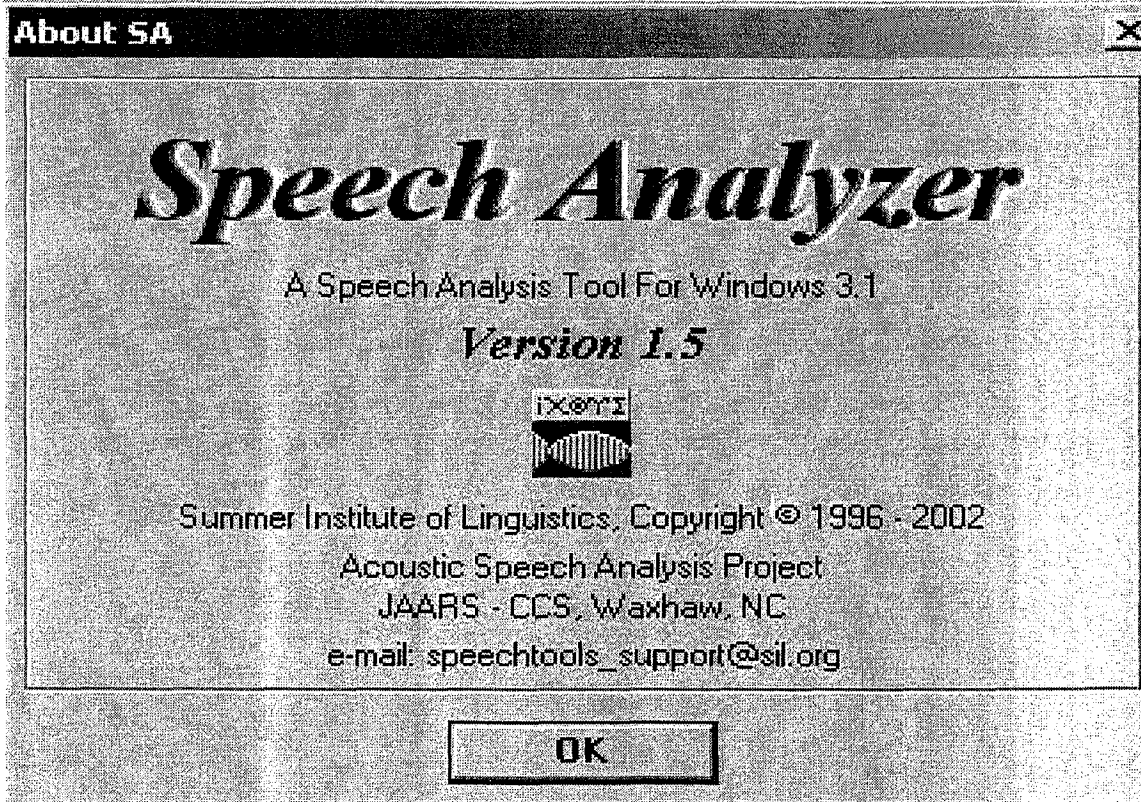 About SA
Speech Analyzer
A Speech Analysis Tool For Windows 3.1
Version 1.5
ΙΧΘΥΣ
Summer Institute of Linguistics, Copyright © 1996 - 2002
Acoustic Speech Analysis Project
JAARS - CCS, Waxhaw, NC
e-mail: speechtools_support@sil.org
OK